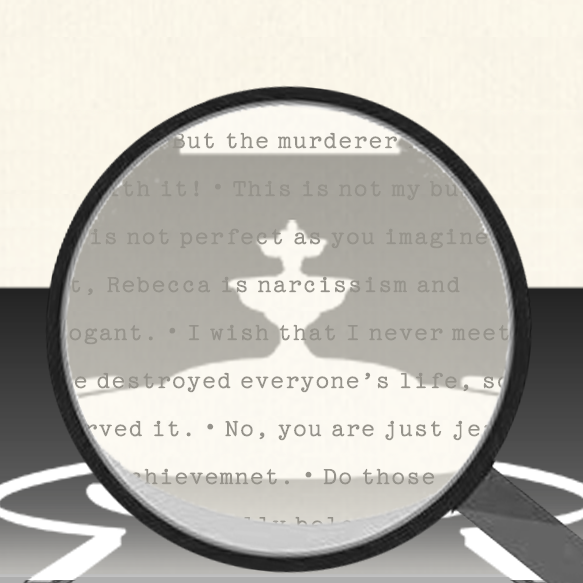 But the murderer
th it! • This is not my bu
is not perfect as you imagine
t, Rebecca is narcissism and
ogant. • I wish that I never meet
e destroyed everyone's life, so
rved it. • No, you are just je
chievemnet. • Do those
lly bel